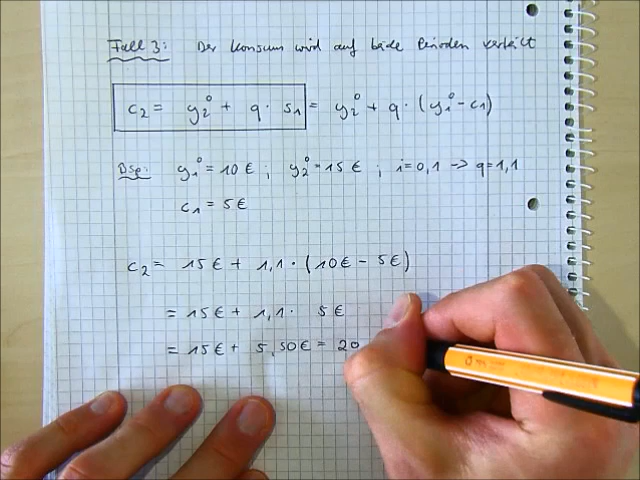 Fall 3: Der Konsum wird auf beide Perioden verteilt
c₂ = y₂⁰ + q · s₁ = y₂⁰ + q · (y₁⁰ - c₁)
Bsp: y₁⁰ = 10 € ; y₂⁰ = 15 € ; i = 0,1 -> q = 1,1
c₁ = 5 €
c₂ = 15 € + 1,1 · (10 € - 5 €)
= 15 € + 1,1 · 5 €
= 15 € + 5,50 € = 20